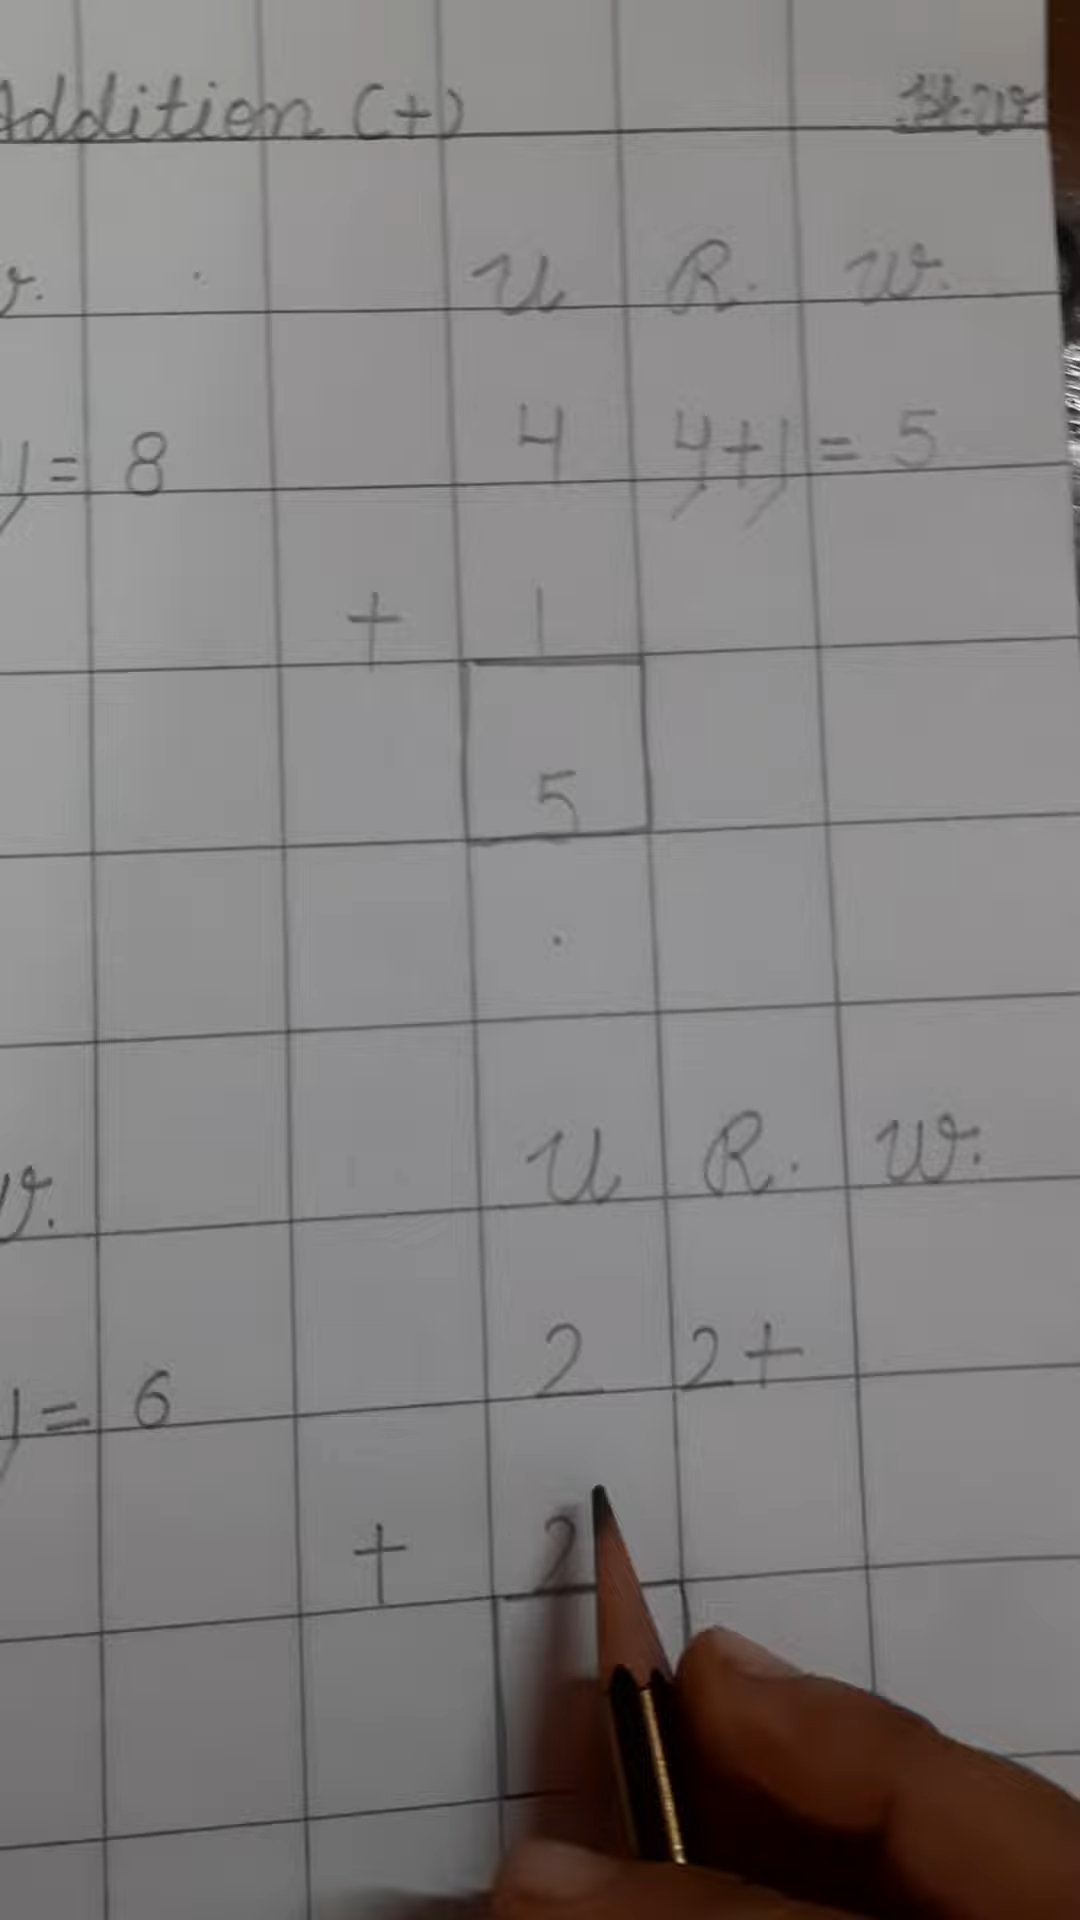 Addition (+)
U R. W.
= 8 4 4+1 = 5
+ 1
5
U R. W.
= 6 2 2+
+ 2